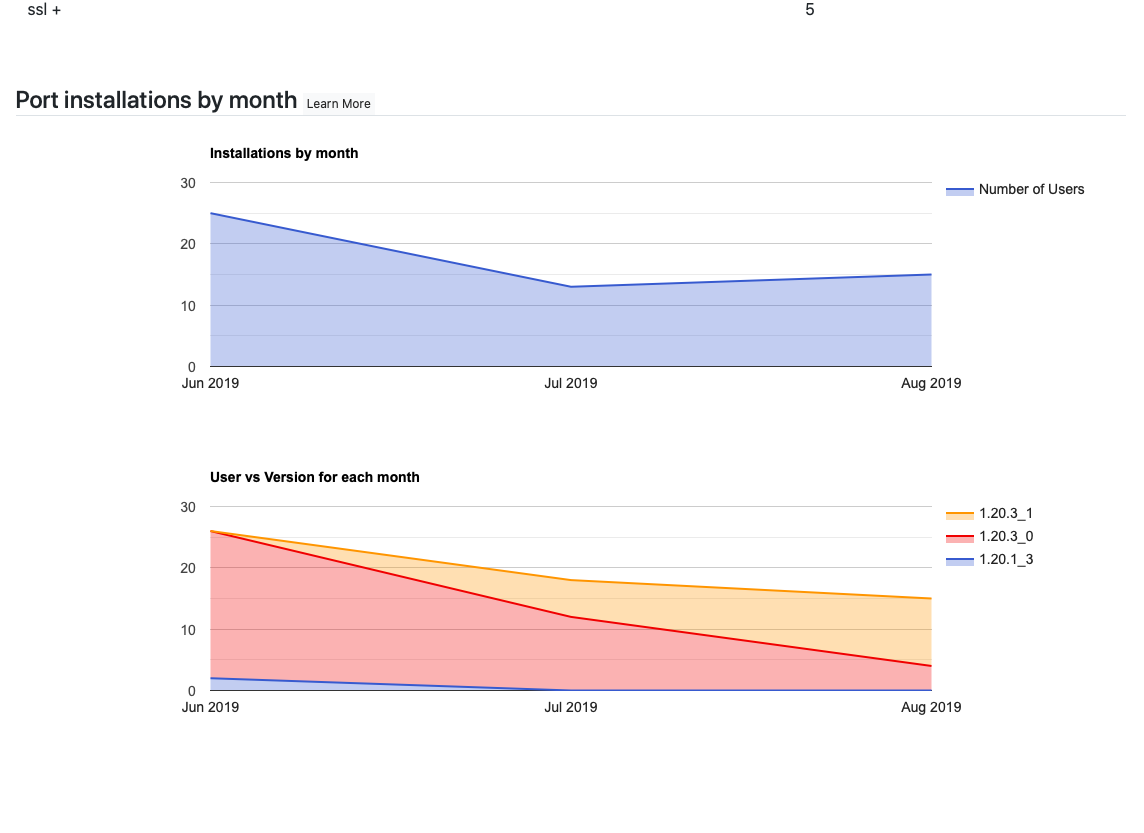 ssl + 5
Port installations by month Learn More
Installations by month
30
20
10
0
Jun 2019 Jul 2019 Aug 2019
Number of Users
User vs Version for each month
30
20
10
0
Jun 2019 Jul 2019 Aug 2019
1.20.3_1
1.20.3_0
1.20.1_3